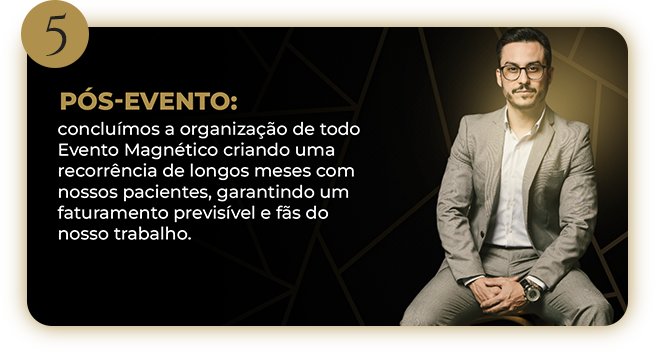 5
PÓS-EVENTO:
concluímos a organização de todo
Evento Magnético criando uma
recorrência de longos meses com
nossos pacientes, garantindo um
faturamento previsível e fãs do
nosso trabalho.